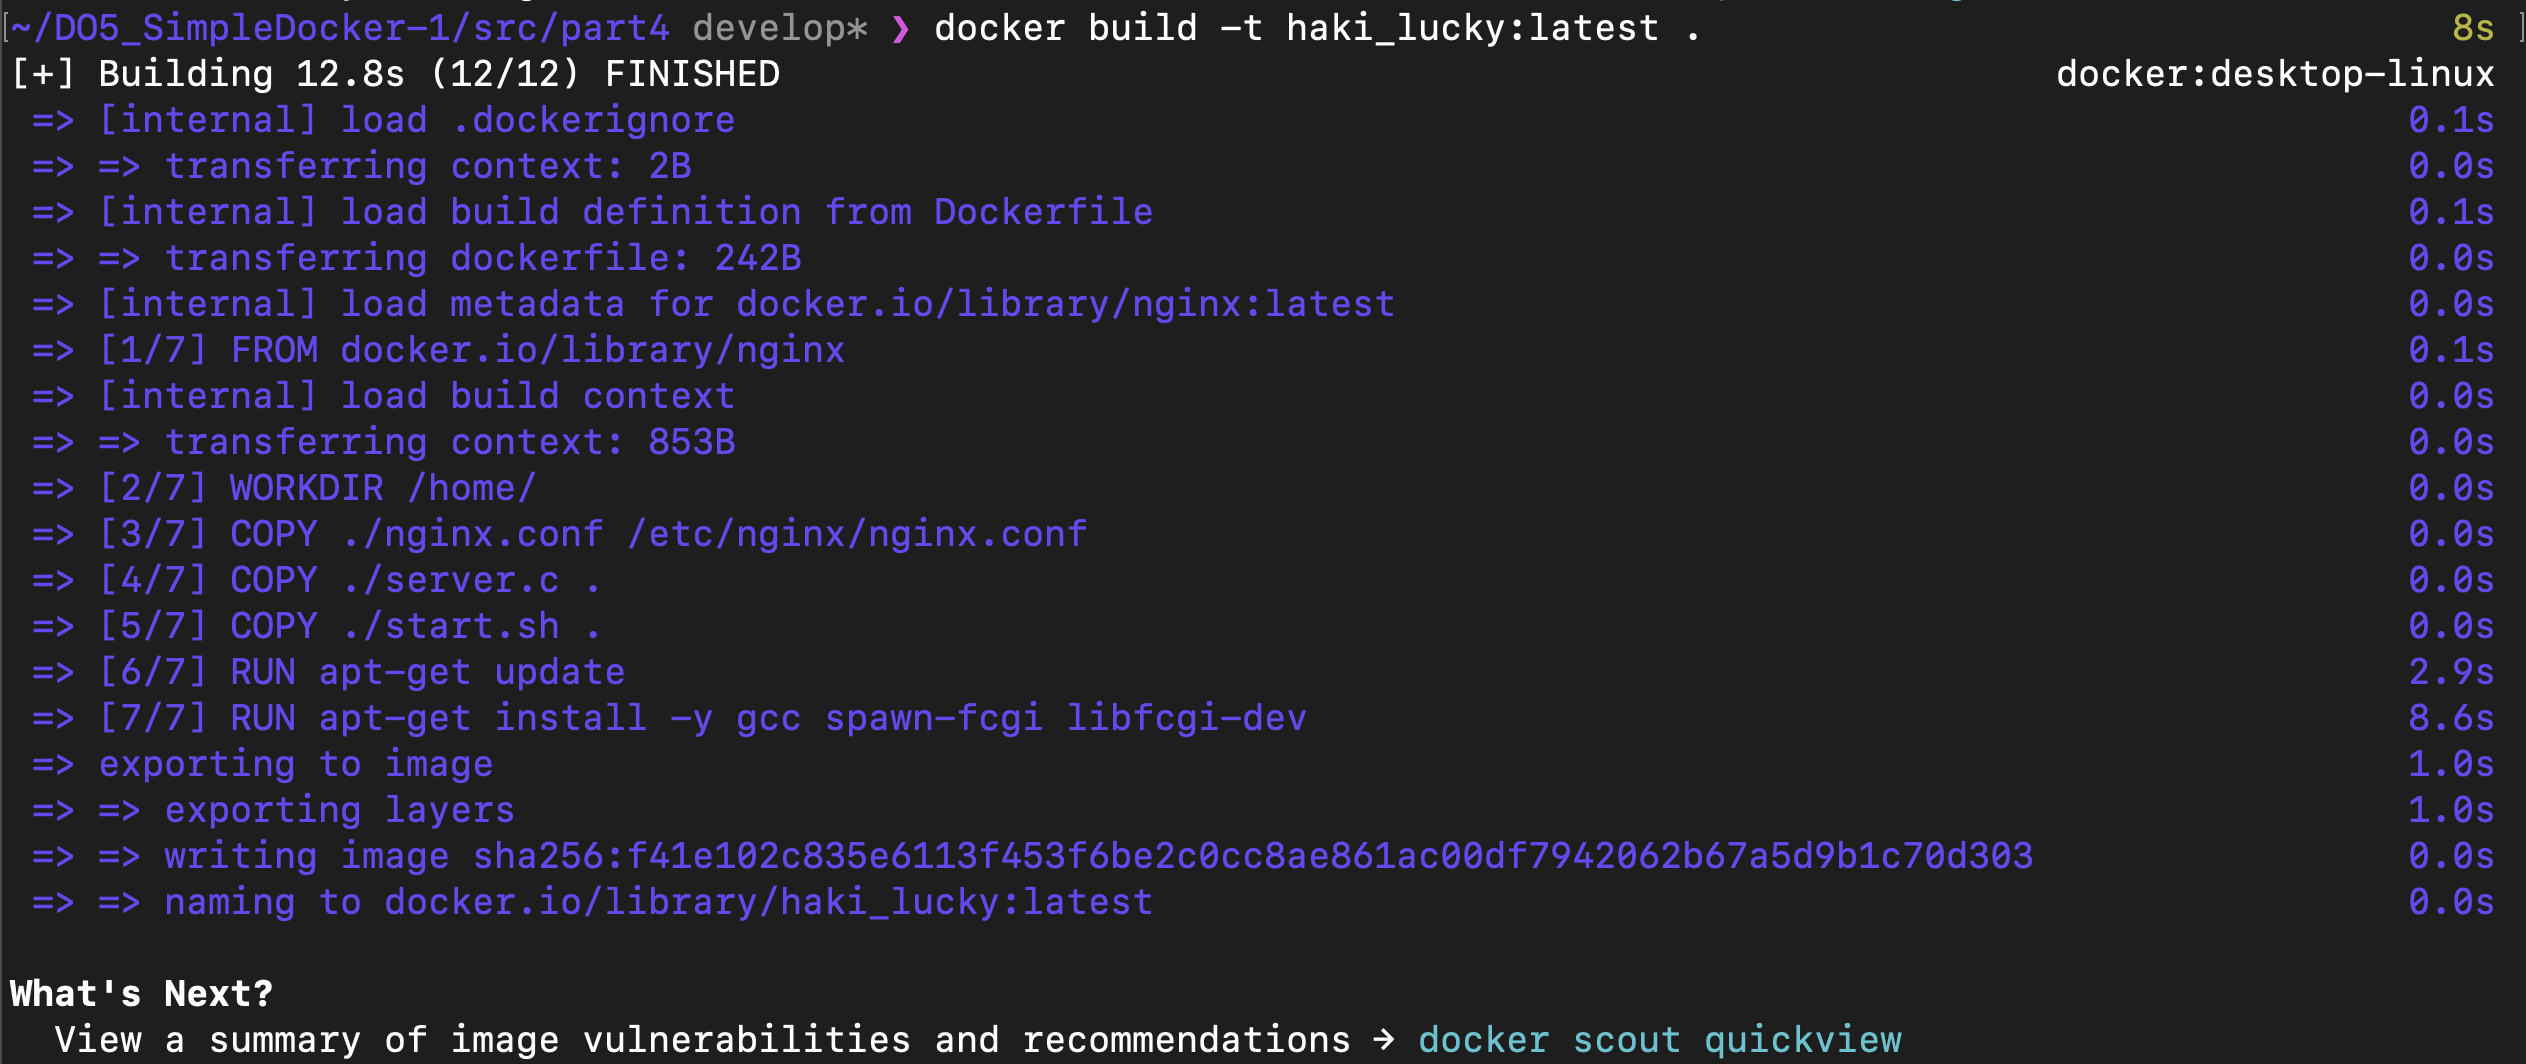 ~/DO5_SimpleDocker-1/src/part4 develop* ❯ docker build -t haki_lucky:latest . 8s
[+] Building 12.8s (12/12) FINISHED docker:desktop-linux
=> [internal] load .dockerignore 0.1s
=> => transferring context: 2B 0.0s
=> [internal] load build definition from Dockerfile 0.1s
=> => transferring dockerfile: 242B 0.0s
=> [internal] load metadata for docker.io/library/nginx:latest 0.0s
=> [1/7] FROM docker.io/library/nginx 0.1s
=> [internal] load build context 0.0s
=> => transferring context: 853B 0.0s
=> [2/7] WORKDIR /home/ 0.0s
=> [3/7] COPY ./nginx.conf /etc/nginx/nginx.conf 0.0s
=> [4/7] COPY ./server.c . 0.0s
=> [5/7] COPY ./start.sh . 0.0s
=> [6/7] RUN apt-get update 2.9s
=> [7/7] RUN apt-get install -y gcc spawn-fcgi libfcgi-dev 8.6s
=> exporting to image 1.0s
=> => exporting layers 1.0s
=> => writing image sha256:f41e102c835e6113f453f6be2c0cc8ae861ac00df7942062b67a5d9b1c70d303 0.0s
=> => naming to docker.io/library/haki_lucky:latest 0.0s
What's Next?
View a summary of image vulnerabilities and recommendations → docker scout quickview